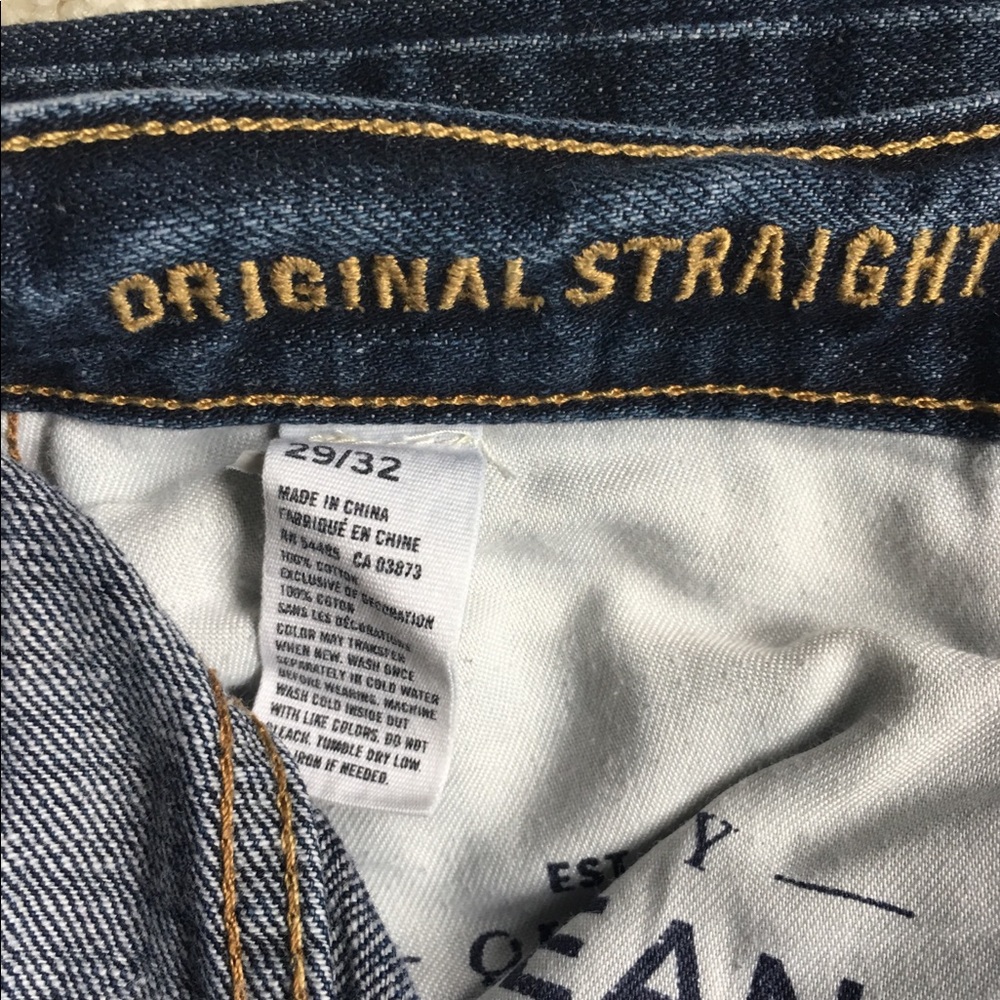 ORIGINAL STRAIGHT
29/32
MADE IN CHINA
FABRIQUÉ EN CHINE
RN 54485 CA 03873
100% COTTON
EXCLUSIVE OF DECORATION
100% COTON
SANS LES DÉCORATIONS
COLOR MAY TRANSFER
WHEN NEW. WASH ONCE
SEPARATELY IN COLD WATER
BEFORE WEARING. MACHINE
WASH COLD INSIDE OUT
WITH LIKE COLORS. DO NOT
BLEACH. TUMBLE DRY LOW.
IRON IF NEEDED.
Y
EST